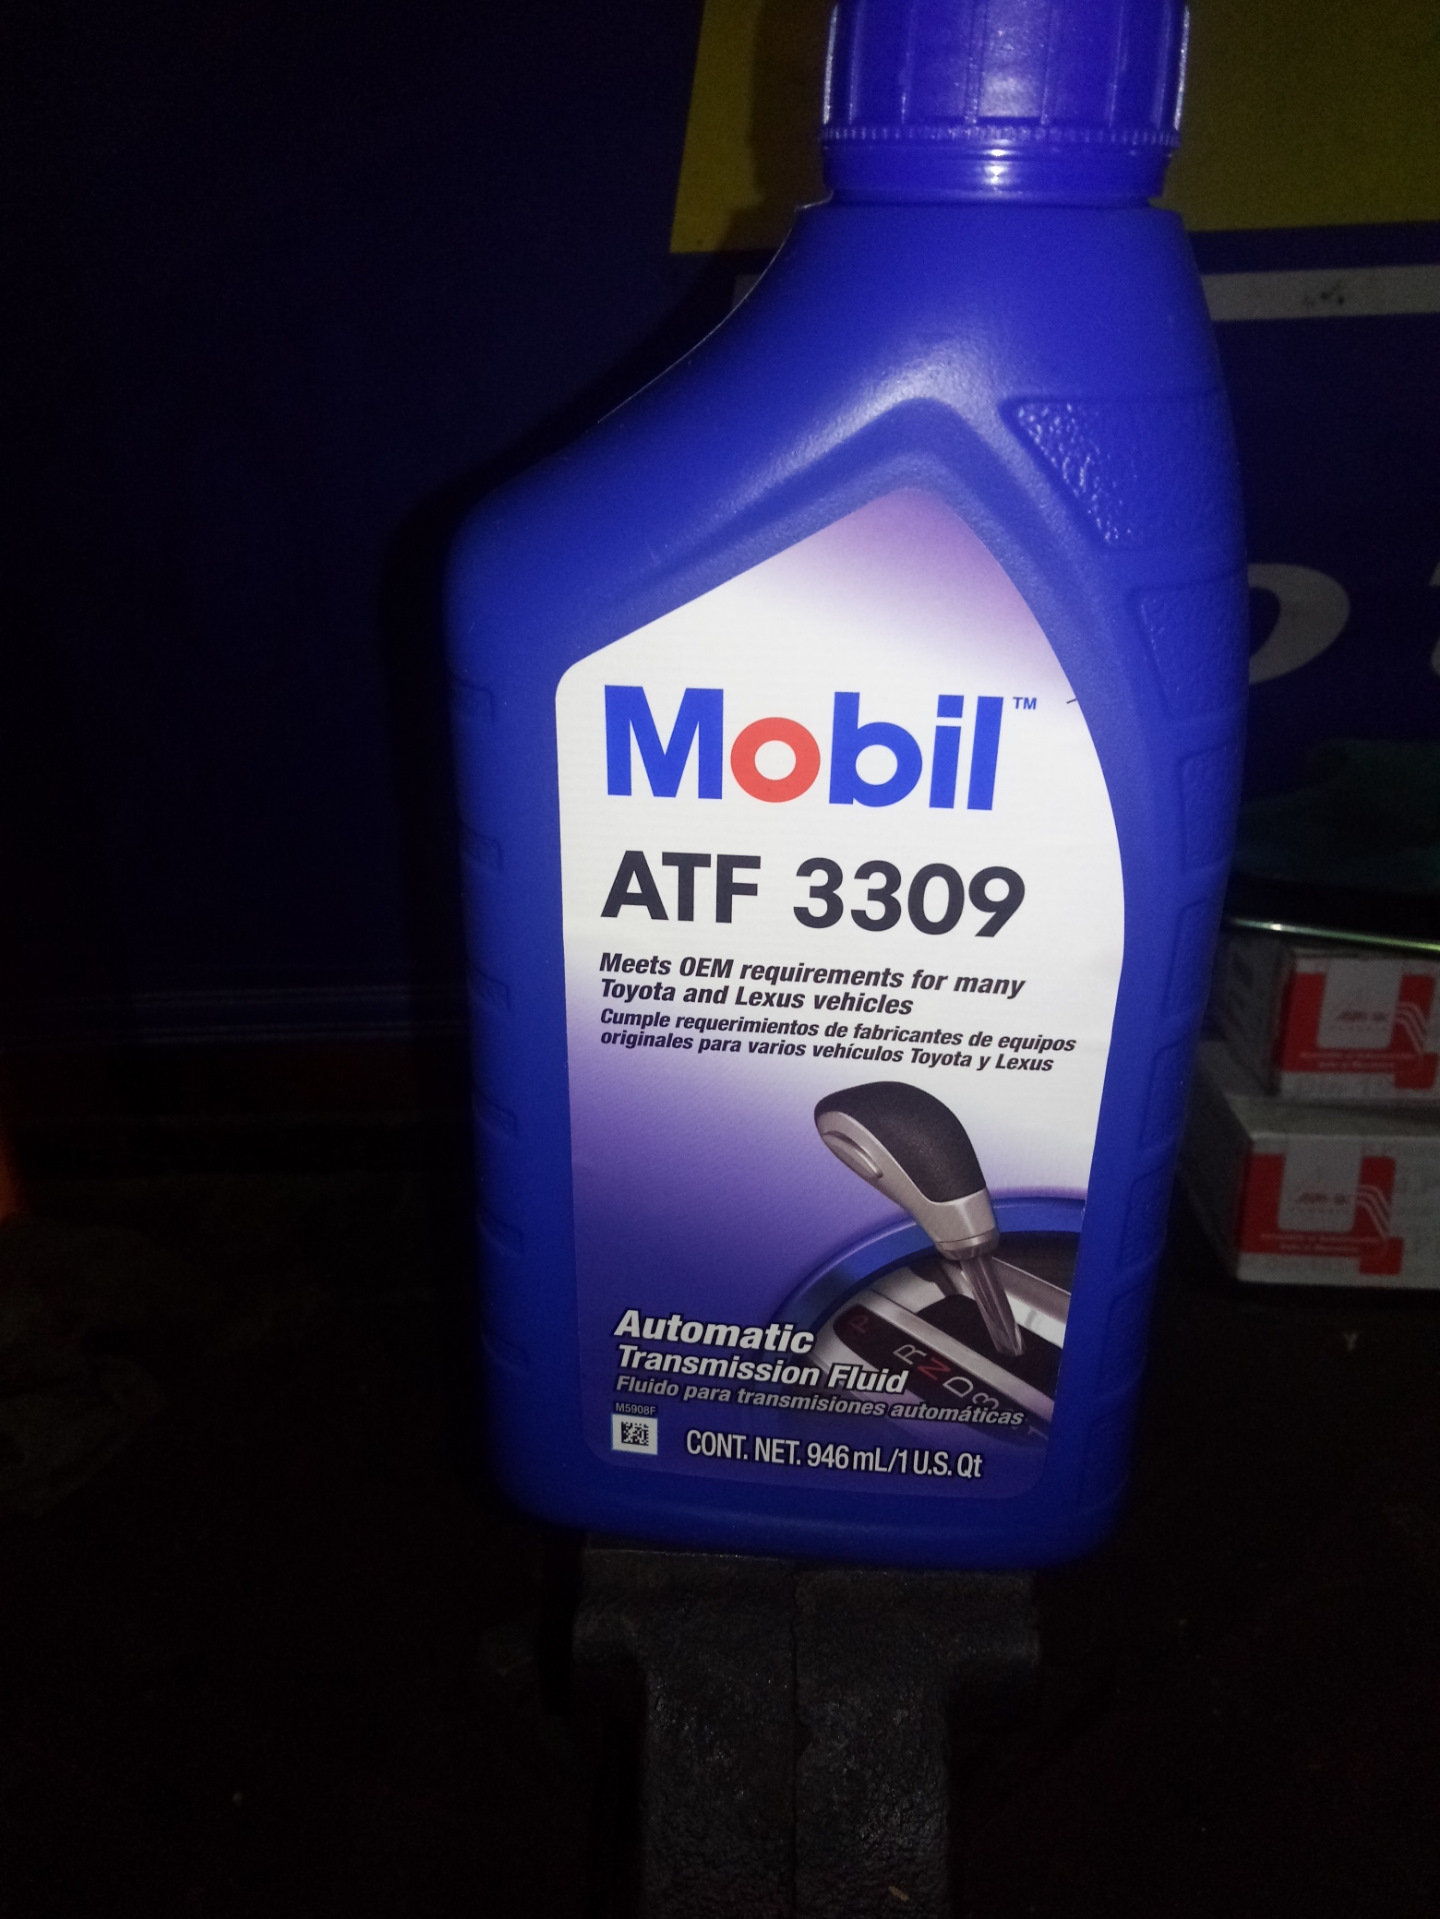 Mobil™
ATF 3309
Meets OEM requirements for many
Toyota and Lexus vehicles
Cumple requerimientos de fabricantes de equipos
originales para varios vehículos Toyota y Lexus
P
R
N
D
3
Automatic
Transmission Fluid
Fluido para transmisiones automáticas
M5908F
CONT. NET. 946 mL/1 U.S. Qt